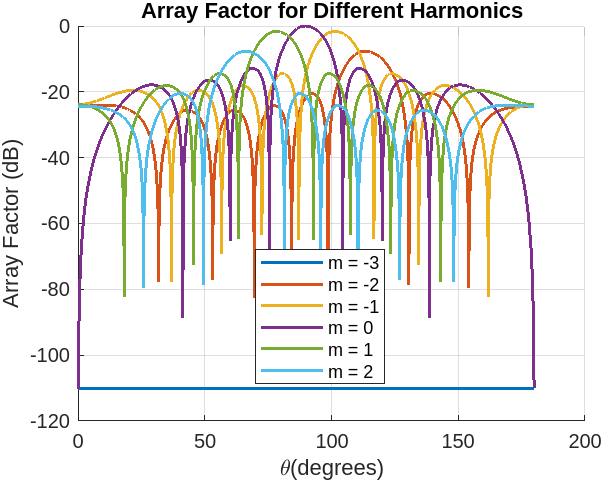 Array Factor for Different Harmonics
Array Factor (dB)
0
-20
-40
-60
-80
-100
-120
m = -3
m = -2
m = -1
m = 0
m = 1
m = 2
0
50
100
150
200
θ(degrees)